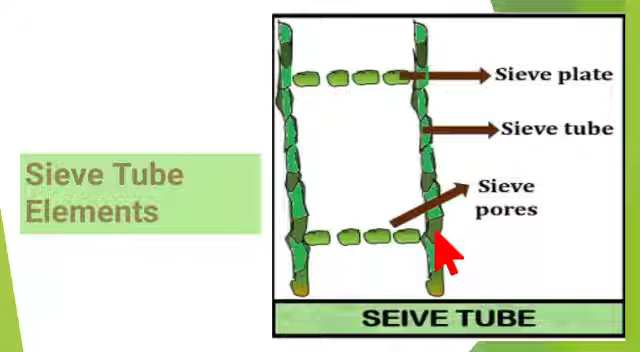 Sieve Tube
Elements
Sieve plate
Sieve tube
Sieve
pores
SEIVE TUBE